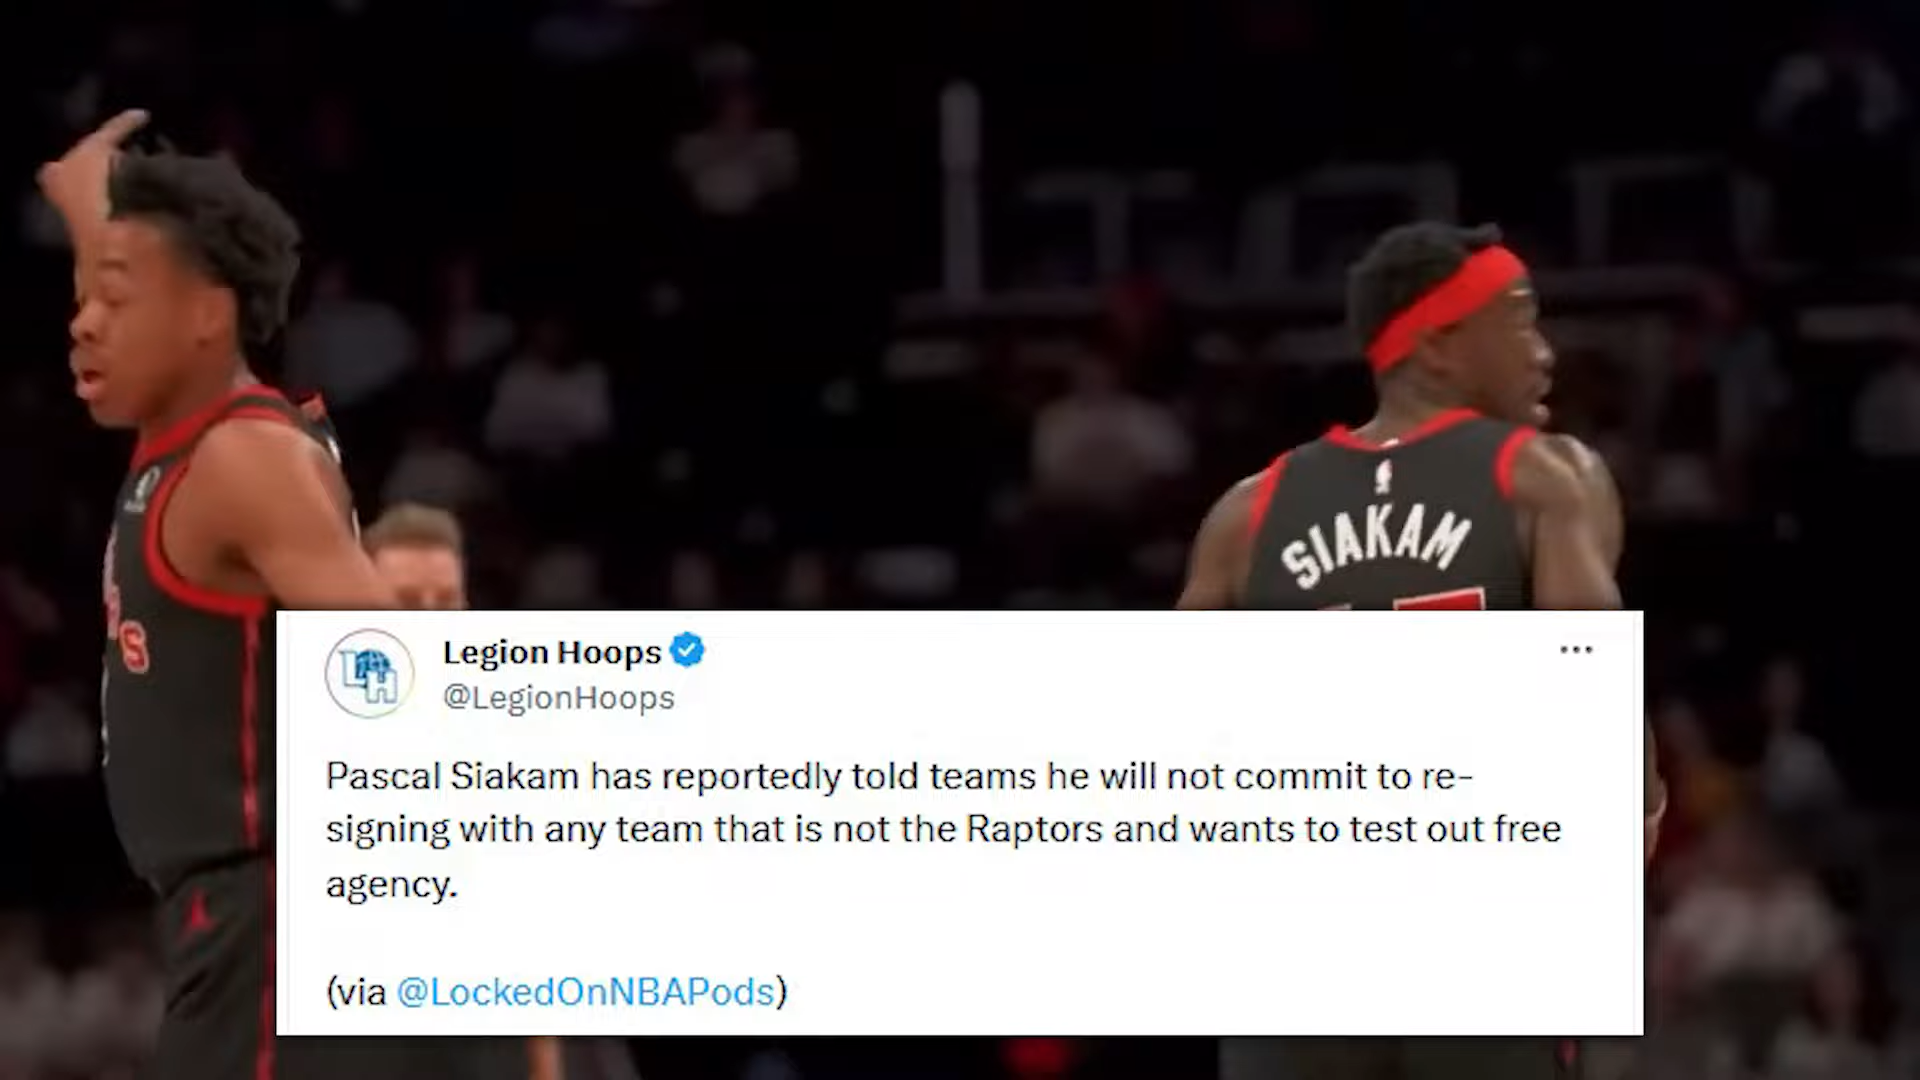 SIAKAM
Legion Hoops
@LegionHoops
Pascal Siakam has reportedly told teams he will not commit to re-
signing with any team that is not the Raptors and wants to test out free
agency.
(via @LockedOnNBAPods)